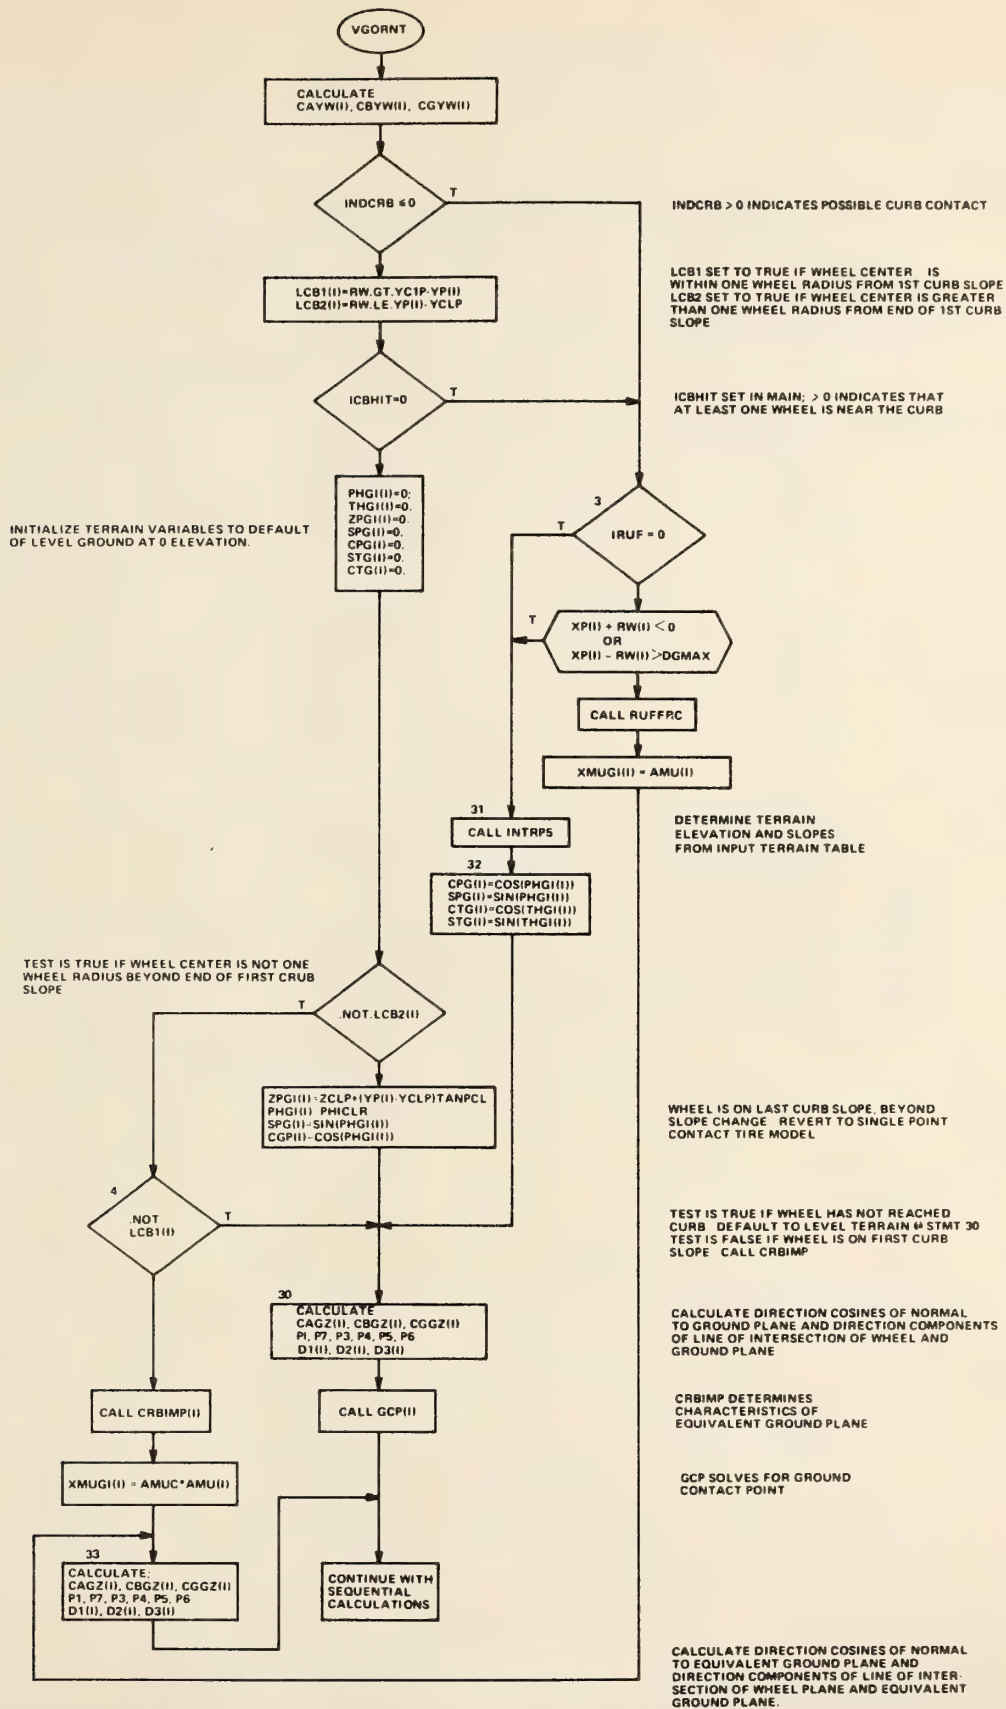 VGORNT
CALCULATE
CAYW(I), CBYW(I), CGYW(I)
INDCRB ≤ 0
T
INDCRB > 0 INDICATES POSSIBLE CURB CONTACT
LCB1(I)=RW.GT.YC1P-YP(I)
LCB2(I)=RW.LE.YP(I)-YCLP
LCB1 SET TO TRUE IF WHEEL CENTER IS
WITHIN ONE WHEEL RADIUS FROM 1ST CURB SLOPE
LCB2 SET TO TRUE IF WHEEL CENTER IS GREATER
THAN ONE WHEEL RADIUS FROM END OF 1ST CURB
SLOPE
ICBHIT=0
T
ICBHIT SET IN MAIN; > 0 INDICATES THAT
AT LEAST ONE WHEEL IS NEAR THE CURB
INITIALIZE TERRAIN VARIABLES TO DEFAULT
OF LEVEL GROUND AT 0 ELEVATION.
PHGI(I)=0;
THGI(I)=0.
ZPGI(I)=0.
SPG(I)=0.
CPG(I)=0.
STG(I)=0.
CTG(I)=0.
3
T
IRUF = 0
T
XP(I) + RW(I) < 0
OR
XP(I) - RW(I) > DGMAX
CALL RUFFRC
XMUGI(I) = AMU(I)
31
CALL INTRP5
DETERMINE TERRAIN
ELEVATION AND SLOPES
FROM INPUT TERRAIN TABLE
32
CPG(I)=COS(PHGI(I))
SPG(I)=SIN(PHGI(I))
CTG(I)=COS(THGI(I))
STG(I)=SIN(THGI(I))
TEST IS TRUE IF WHEEL CENTER IS NOT ONE
WHEEL RADIUS BEYOND END OF FIRST CRUB
SLOPE
T
.NOT.LCB2(I)
ZPGI(I)=ZCLP+(YP(I)-YCLP)TANPCL
PHGI(I) PHICLR
SPG(I)-SIN(PHGI(I))
CGP(I)-COS(PHGI(I))
WHEEL IS ON LAST CURB SLOPE, BEYOND
SLOPE CHANGE REVERT TO SINGLE POINT
CONTACT TIRE MODEL
4
.NOT
LCB1(I)
T
TEST IS TRUE IF WHEEL HAS NOT REACHED
CURB DEFAULT TO LEVEL TERRAIN @ STMT 30
TEST IS FALSE IF WHEEL IS ON FIRST CURB
SLOPE CALL CRBIMP
30
CALCULATE
CAGZ(I), CBGZ(I), CGGZ(I)
P1, P7, P3, P4, P5, P6
D1(I), D2(I), D3(I)
CALCULATE DIRECTION COSINES OF NORMAL
TO GROUND PLANE AND DIRECTION COMPONENTS
OF LINE OF INTERSECTION OF WHEEL AND
GROUND PLANE
CALL CRBIMP(I)
CALL GCP(I)
CRBIMP DETERMINES
CHARACTERISTICS OF
EQUIVALENT GROUND PLANE
XMUGI(I) = AMUC*AMU(I)
GCP SOLVES FOR GROUND
CONTACT POINT
33
CALCULATE;
CAGZ(I), CBGZ(I), CGGZ(I)
P1, P7, P3, P4, P5, P6
D1(I), D2(I), D3(I)
CONTINUE WITH
SEQUENTIAL
CALCULATIONS
CALCULATE DIRECTION COSINES OF NORMAL
TO EQUIVALENT GROUND PLANE AND
DIRECTION COMPONENTS OF LINE OF INTER-
SECTION OF WHEEL PLANE AND EQUIVALENT
GROUND PLANE.